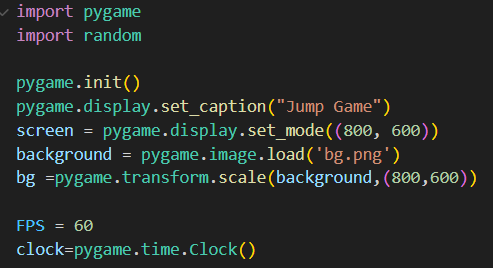 import pygame
import random
pygame.init()
pygame.display.set_caption("Jump Game")
screen = pygame.display.set_mode((800, 600))
background = pygame.image.load('bg.png')
bg =pygame.transform.scale(background,(800,600))
FPS = 60
clock=pygame.time.Clock()